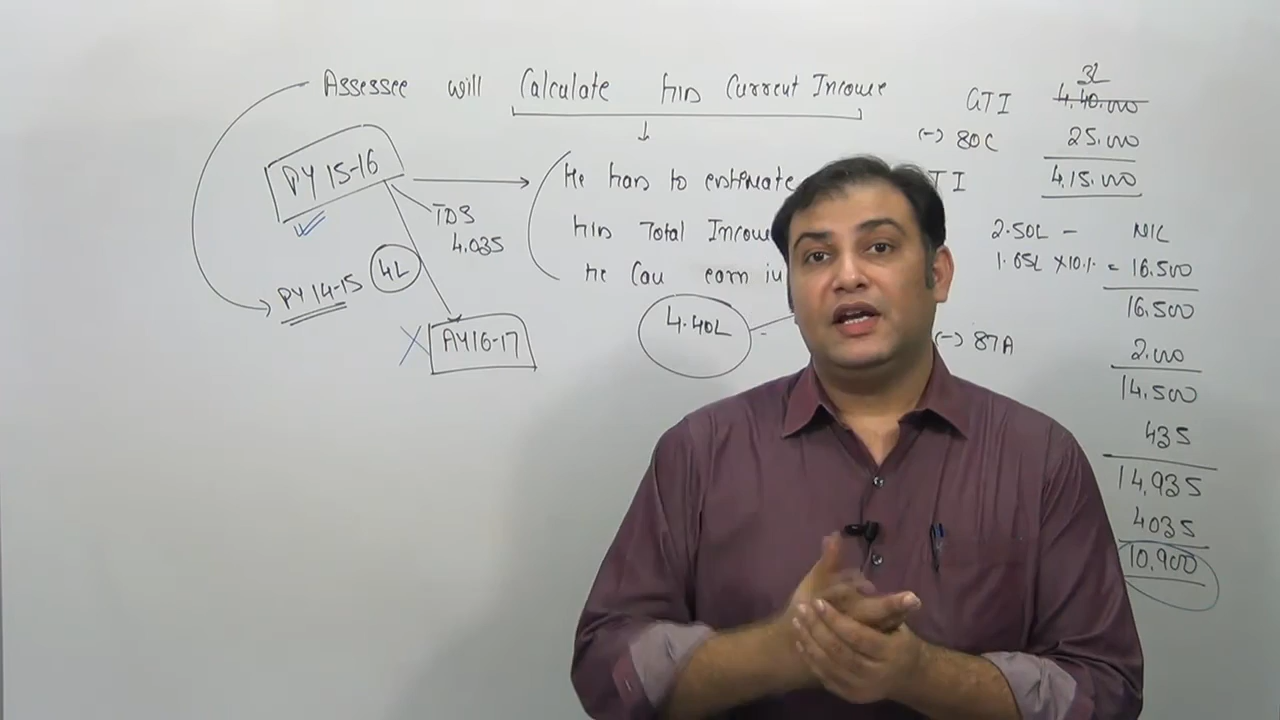 Assessee will Calculate his Current Income
PY 15-16
TDS
4.035
4L
PY 14-15
AY16-17
He has to estimate
his Total Income
he Can earn in
4.40L
3L
GTI 4.40.000
(-) 80C 25.000
TI 4.15.000
2.50L - NIL
1.65L ×10% = 16.500
16.500
(-) 87A
2.000
14.500
435
14.935
4035
10.900